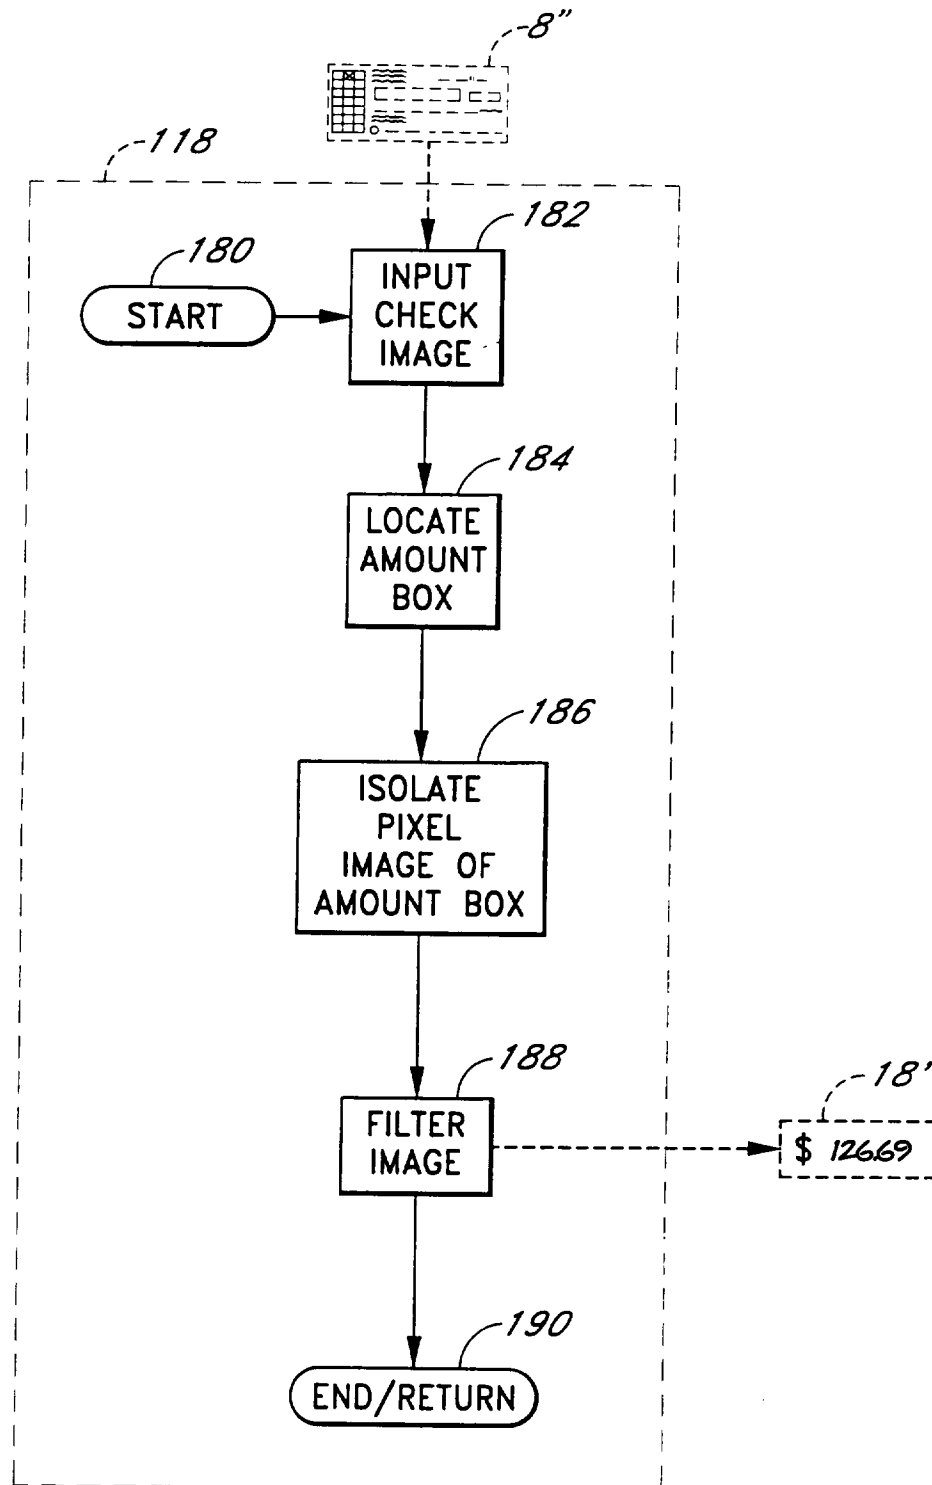 8"
118
182
180
START
INPUT
CHECK
IMAGE
184
LOCATE
AMOUNT
BOX
186
ISOLATE
PIXEL
IMAGE OF
AMOUNT BOX
188
FILTER
IMAGE
18'
$ 126.69
190
END/RETURN